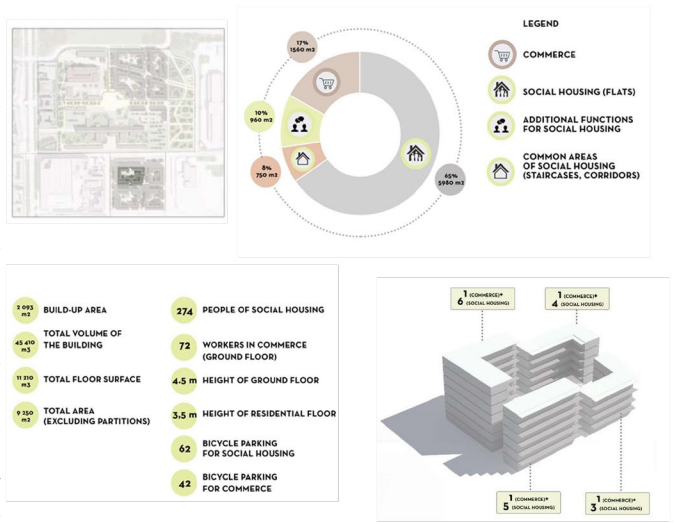 17%
1560 m2
10%
960 m2
8%
750 m2
65%
5980 m2
LEGEND
COMMERCE
SOCIAL HOUSING (FLATS)
ADDITIONAL FUNCTIONS
FOR SOCIAL HOUSING
COMMON AREAS
OF SOCIAL HOUSING
(STAIRCASES, CORRIDORS)
2 093
m2
BUILD-UP AREA
45 410
m3
TOTAL VOLUME OF
THE BUILDING
11 210
m3
TOTAL FLOOR SURFACE
9 250
m2
TOTAL AREA
(EXCLUDING PARTITIONS)
274 PEOPLE OF SOCIAL HOUSING
72 WORKERS IN COMMERCE
(GROUND FLOOR)
4.5 m HEIGHT OF GROUND FLOOR
3,5 m HEIGHT OF RESIDENTIAL FLOOR
62 BICYCLE PARKING
FOR SOCIAL HOUSING
42 BICYCLE PARKING
FOR COMMERCE
1 (COMMERCE)+
6 (SOCIAL HOUSING)
1 (COMMERCE)+
4 (SOCIAL HOUSING)
1 (COMMERCE)+
5 (SOCIAL HOUSING)
1 (COMMERCE)+
3 (SOCIAL HOUSING)